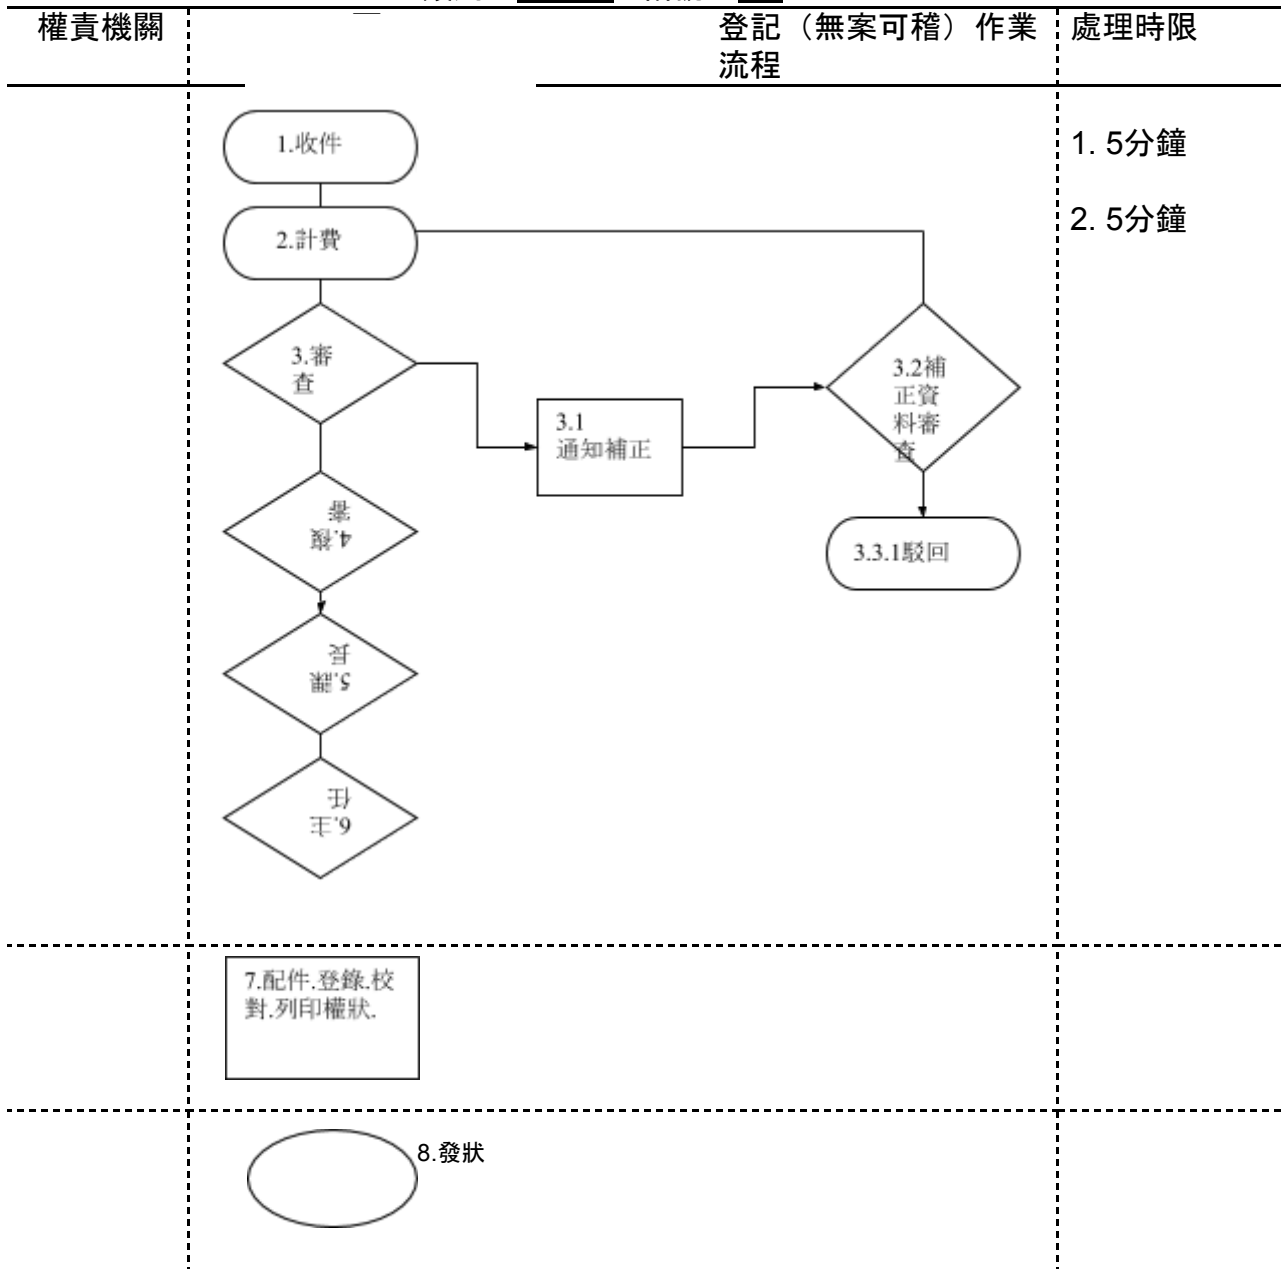 權責機關
登記（無案可稽）作業
流程
處理時限
1.收件
1. 5分鐘
2.計費
2. 5分鐘
3.審
查
3.1
通知補正
3.2補
正資
料審
查
3.3.1駁回
4.複
審
5.課
長
6.主
任
7.配件.登錄.校
對.列印權狀.
8.發狀